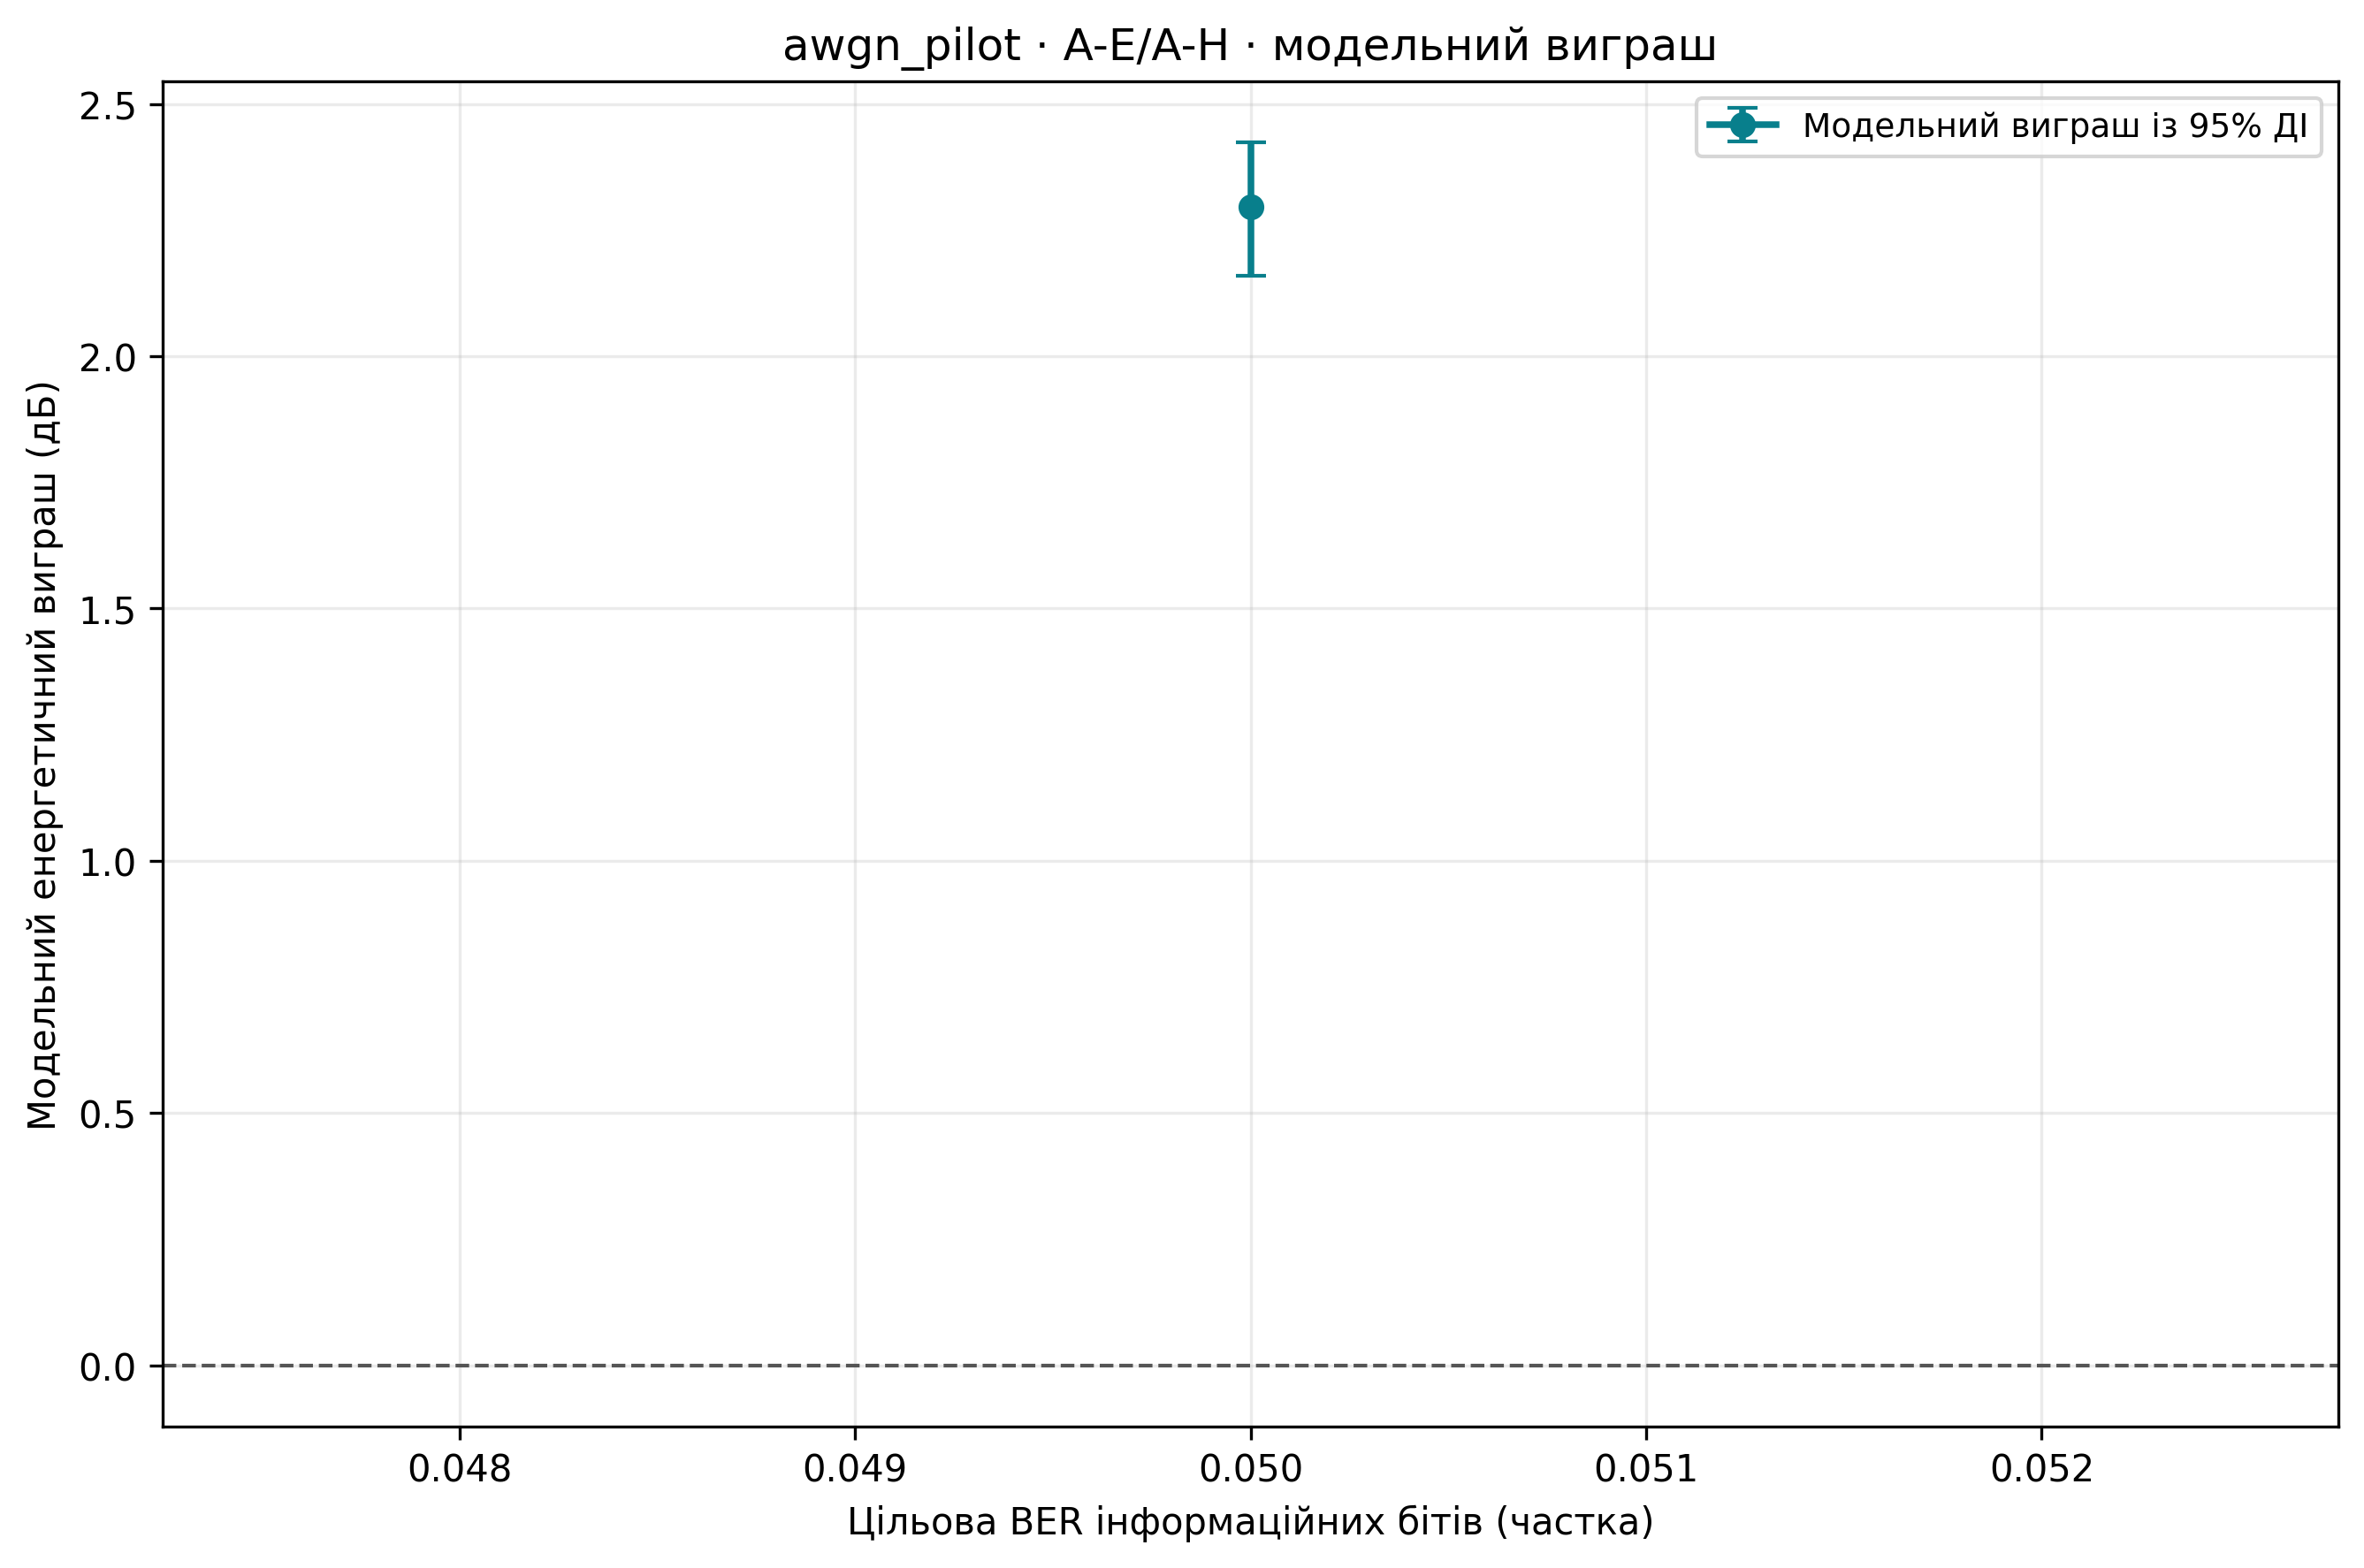 awgn_pilot · A-E/A-H · модельний виграш
Модельний виграш із 95% ДІ
Модельний енергетичний виграш (дБ)
2.5
2.0
1.5
1.0
0.5
0.0
0.048 0.049 0.050 0.051 0.052
Цільова BER інформаційних бітів (частка)